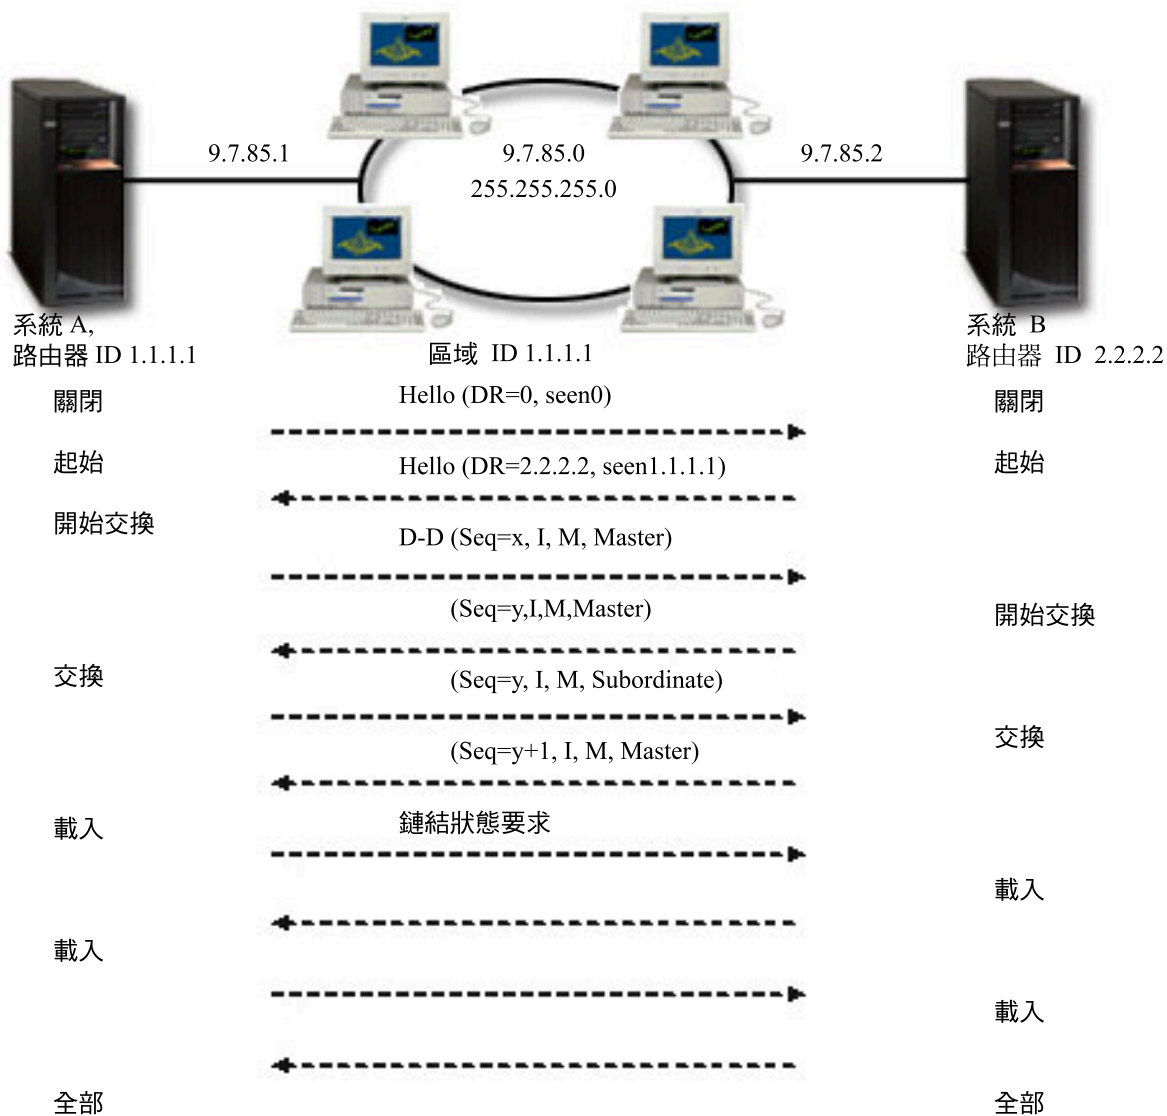 9.7.85.1
9.7.85.0
9.7.85.2
255.255.255.0
系統 A,
路由器 ID 1.1.1.1
區域 ID 1.1.1.1
系統 B
路由器 ID 2.2.2.2
關閉
Hello (DR=0, seen0)
關閉
起始
Hello (DR=2.2.2.2, seen1.1.1.1)
起始
開始交換
D-D (Seq=x, I, M, Master)
(Seq=y,I,M,Master)
開始交換
交換
(Seq=y, I, M, Subordinate)
交換
(Seq=y+1, I, M, Master)
載入
鏈結狀態要求
載入
載入
載入
全部
全部